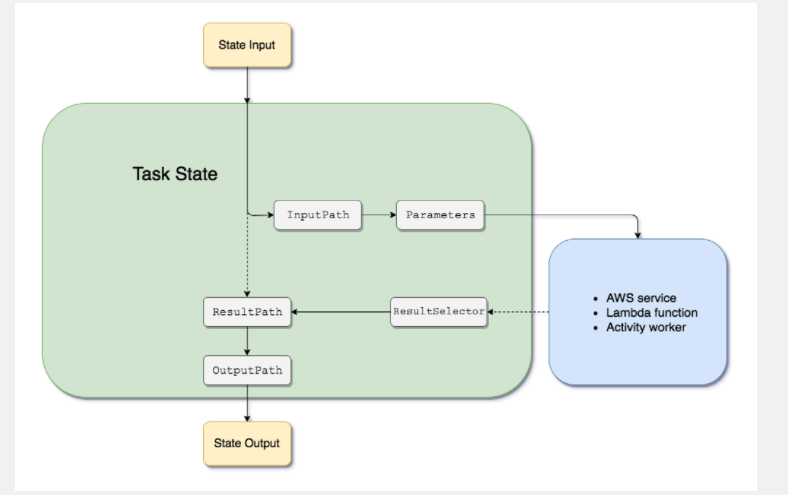 State Input
Task State
InputPath
Parameters
AWS service
Lambda function
Activity worker
ResultPath
ResultSelector
OutputPath
State Output